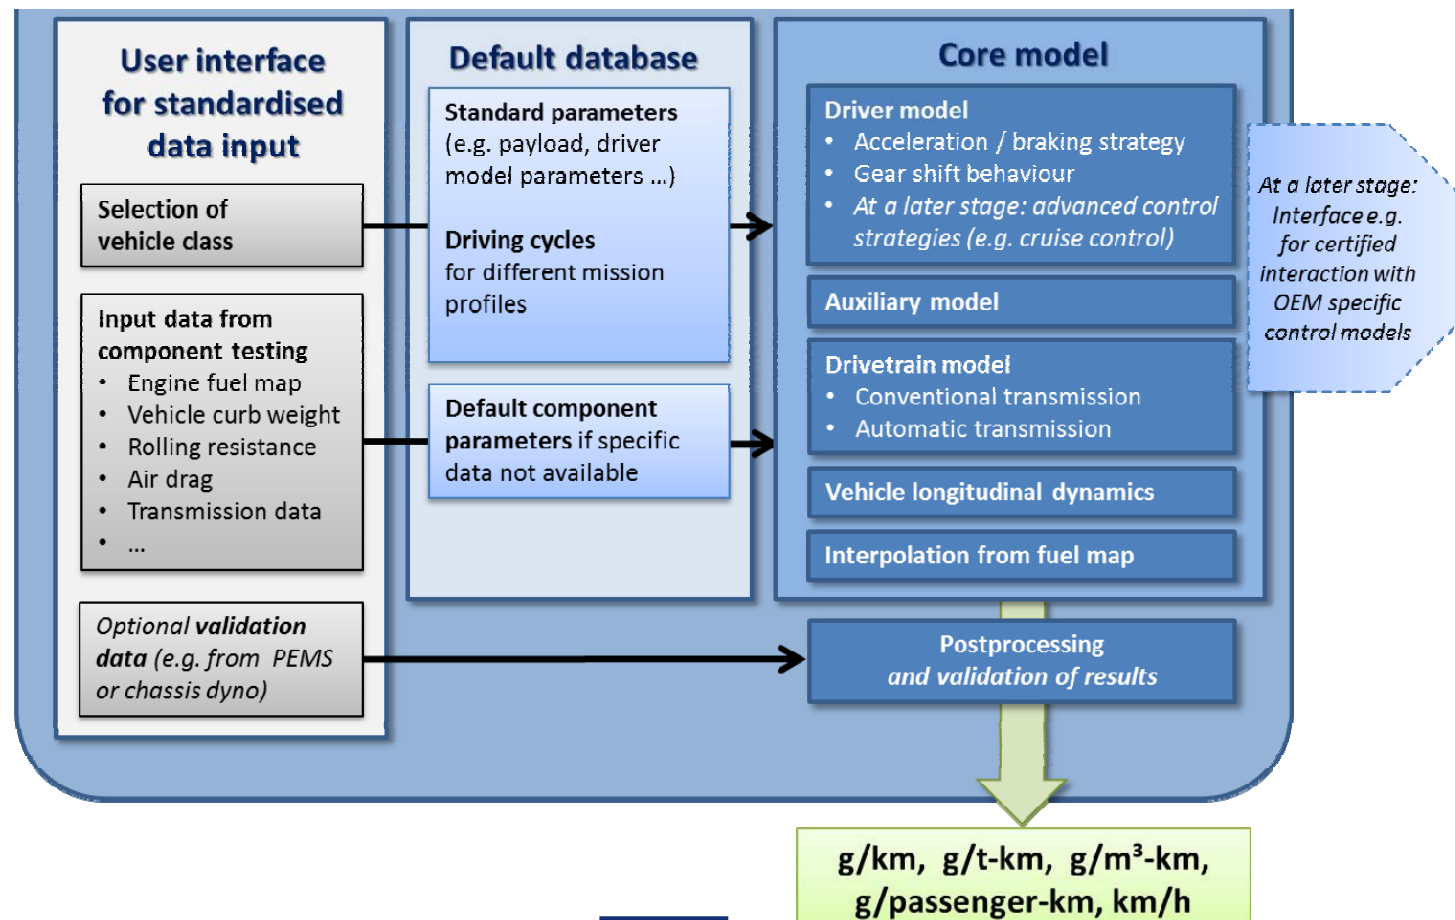 User interface
for standardised
data input
Selection of
vehicle class
Input data from
component testing
• Engine fuel map
• Vehicle curb weight
• Rolling resistance
• Air drag
• Transmission data
• ...
Optional validation
data (e.g. from PEMS
or chassis dyno)
Default database
Standard parameters
(e.g. payload, driver
model parameters ...)
Driving cycles
for different mission
profiles
Default component
parameters if specific
data not available
Core model
Driver model
• Acceleration / braking strategy
• Gear shift behaviour
• At a later stage: advanced control
strategies (e.g. cruise control)
Auxiliary model
Drivetrain model
• Conventional transmission
• Automatic transmission
Vehicle longitudinal dynamics
Interpolation from fuel map
Postprocessing
and validation of results
At a later stage:
Interface e.g.
for certified
interaction with
OEM specific
control models
g/km, g/t-km, g/m³-km,
g/passenger-km, km/h